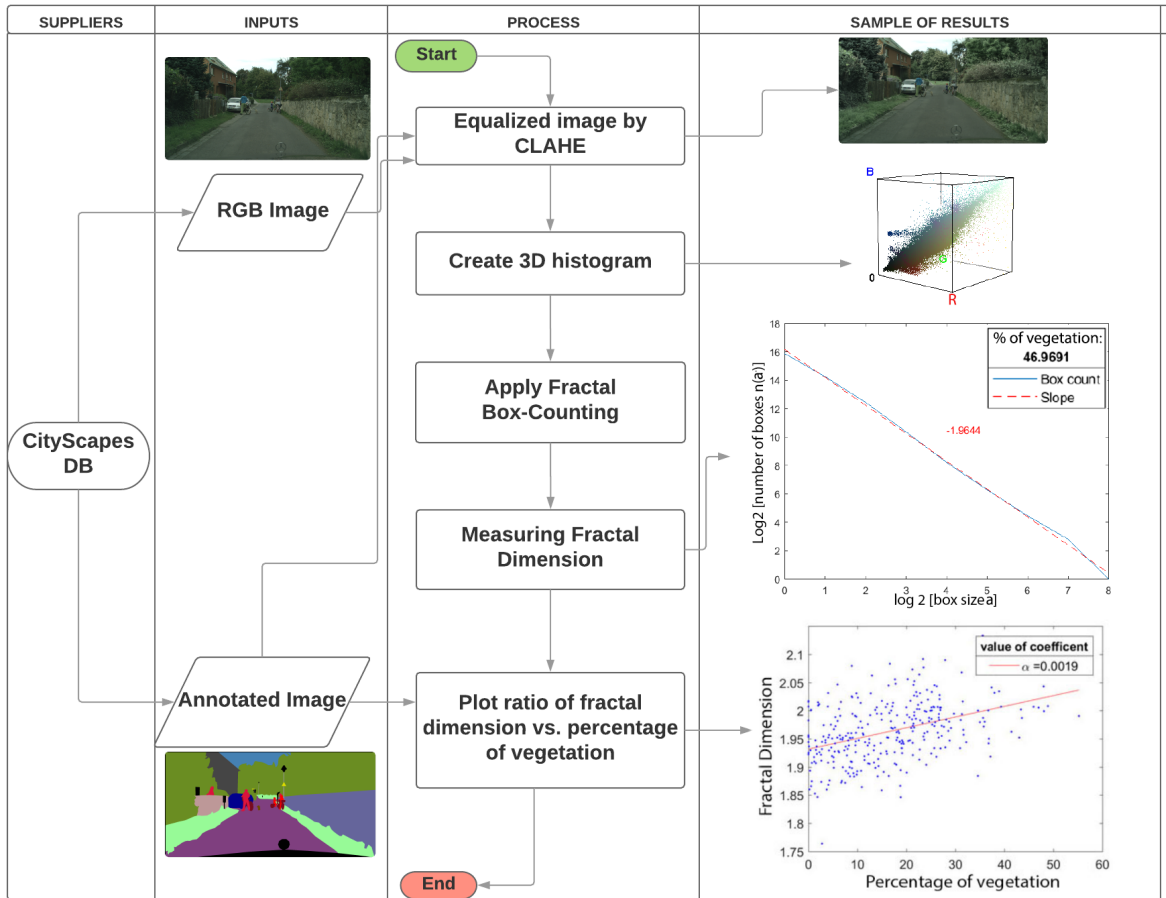 SUPPLIERS
INPUTS
PROCESS
SAMPLE OF RESULTS
Start
Equalized image by
CLAHE
RGB Image
B
0
G
R
Create 3D histogram
Apply Fractal
Box-Counting
CityScapes
DB
Measuring Fractal
Dimension
Log2 [number of boxes n(a)]
18
16
14
12
10
8
6
4
2
0
% of vegetation:
46.9691
Box count
Slope
-1.9644
0 1 2 3 4 5 6 7 8
log 2 [box sizea]
Annotated Image
Plot ratio of fractal
dimension vs. percentage
of vegetation
Fractal Dimension
2.1
2.05
2
1.95
1.9
1.85
1.8
1.75
value of coefficent
α =0.0019
0 10 20 30 40 50 60
Percentage of vegetation
End